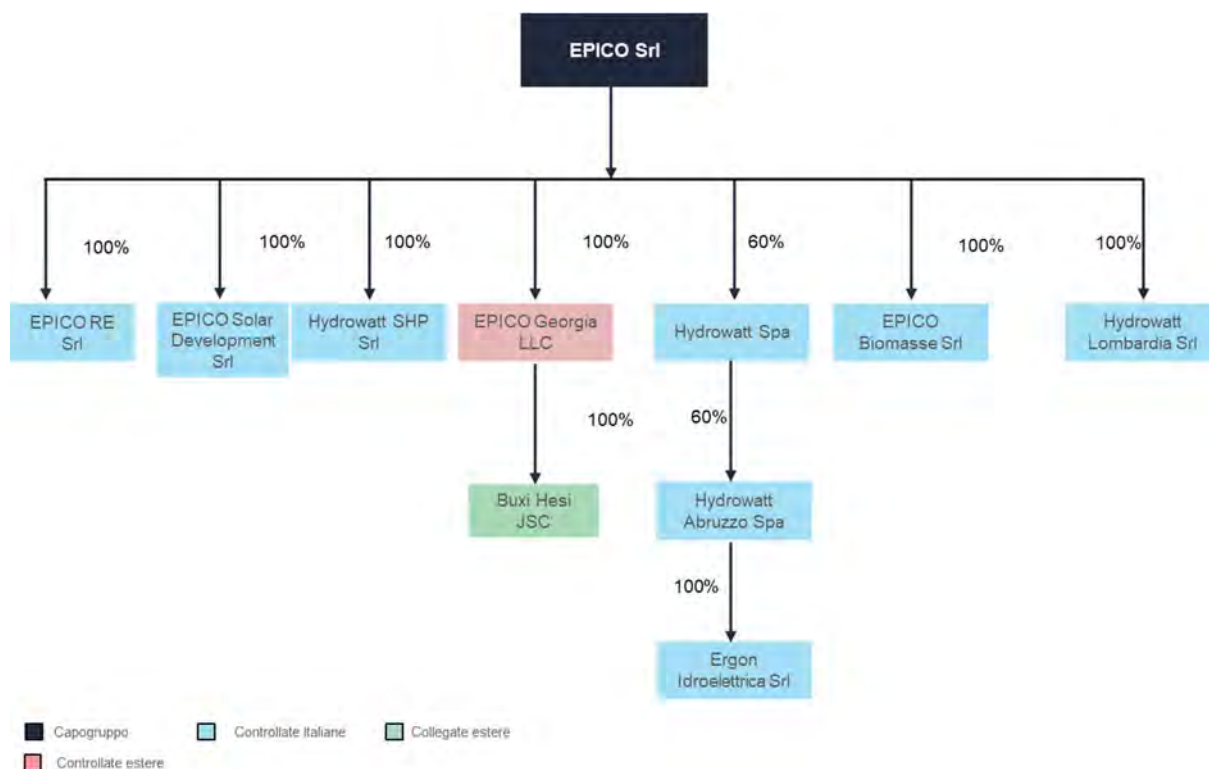 EPICO Srl
100%
100%
100%
100%
60%
100%
100%
EPICO RE
Srl
EPICO Solar
Development
Srl
Hydrowatt SHP
Srl
EPICO Georgia
LLC
Hydrowatt Spa
EPICO
Biomasse Srl
Hydrowatt
Lombardia Srl
100%
60%
Buxi Hesi
JSC
Hydrowatt
Abruzzo Spa
100%
Ergon
Idroelettrica Srl
Capogruppo
Controllate Italiane
Collegate estere
Controllate estere